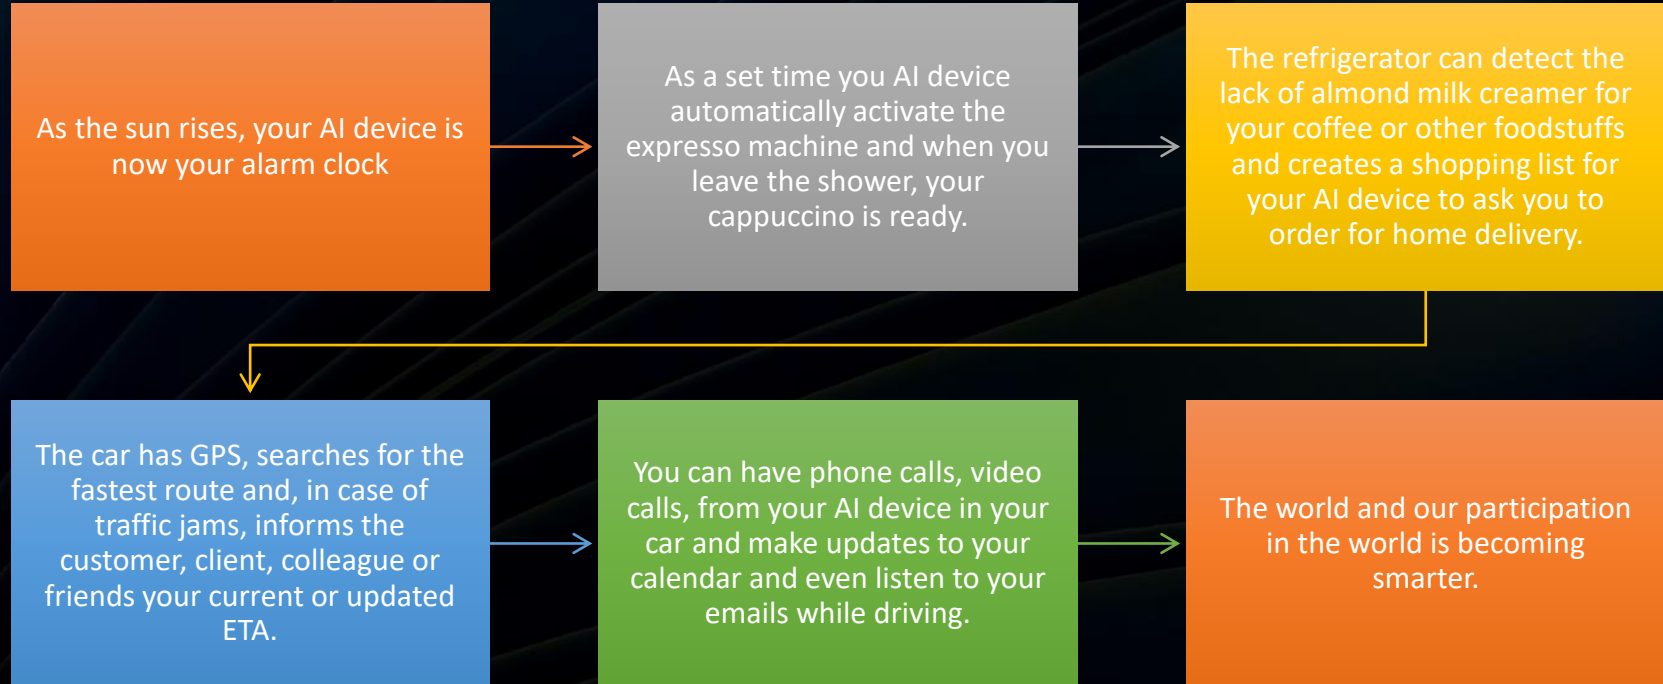 As the sun rises, your AI device is
now your alarm clock
As a set time you AI device
automatically activate the
expresso machine and when you
leave the shower, your
cappuccino is ready.
The refrigerator can detect the
lack of almond milk creamer for
your coffee or other foodstuffs
and creates a shopping list for
your AI device to ask you to
order for home delivery.
The car has GPS, searches for the
fastest route and, in case of
traffic jams, informs the
customer, client, colleague or
friends your current or updated
ETA.
You can have phone calls, video
calls, from your AI device in your
car and make updates to your
calendar and even listen to your
emails while driving.
The world and our participation
in the world is becoming
smarter.